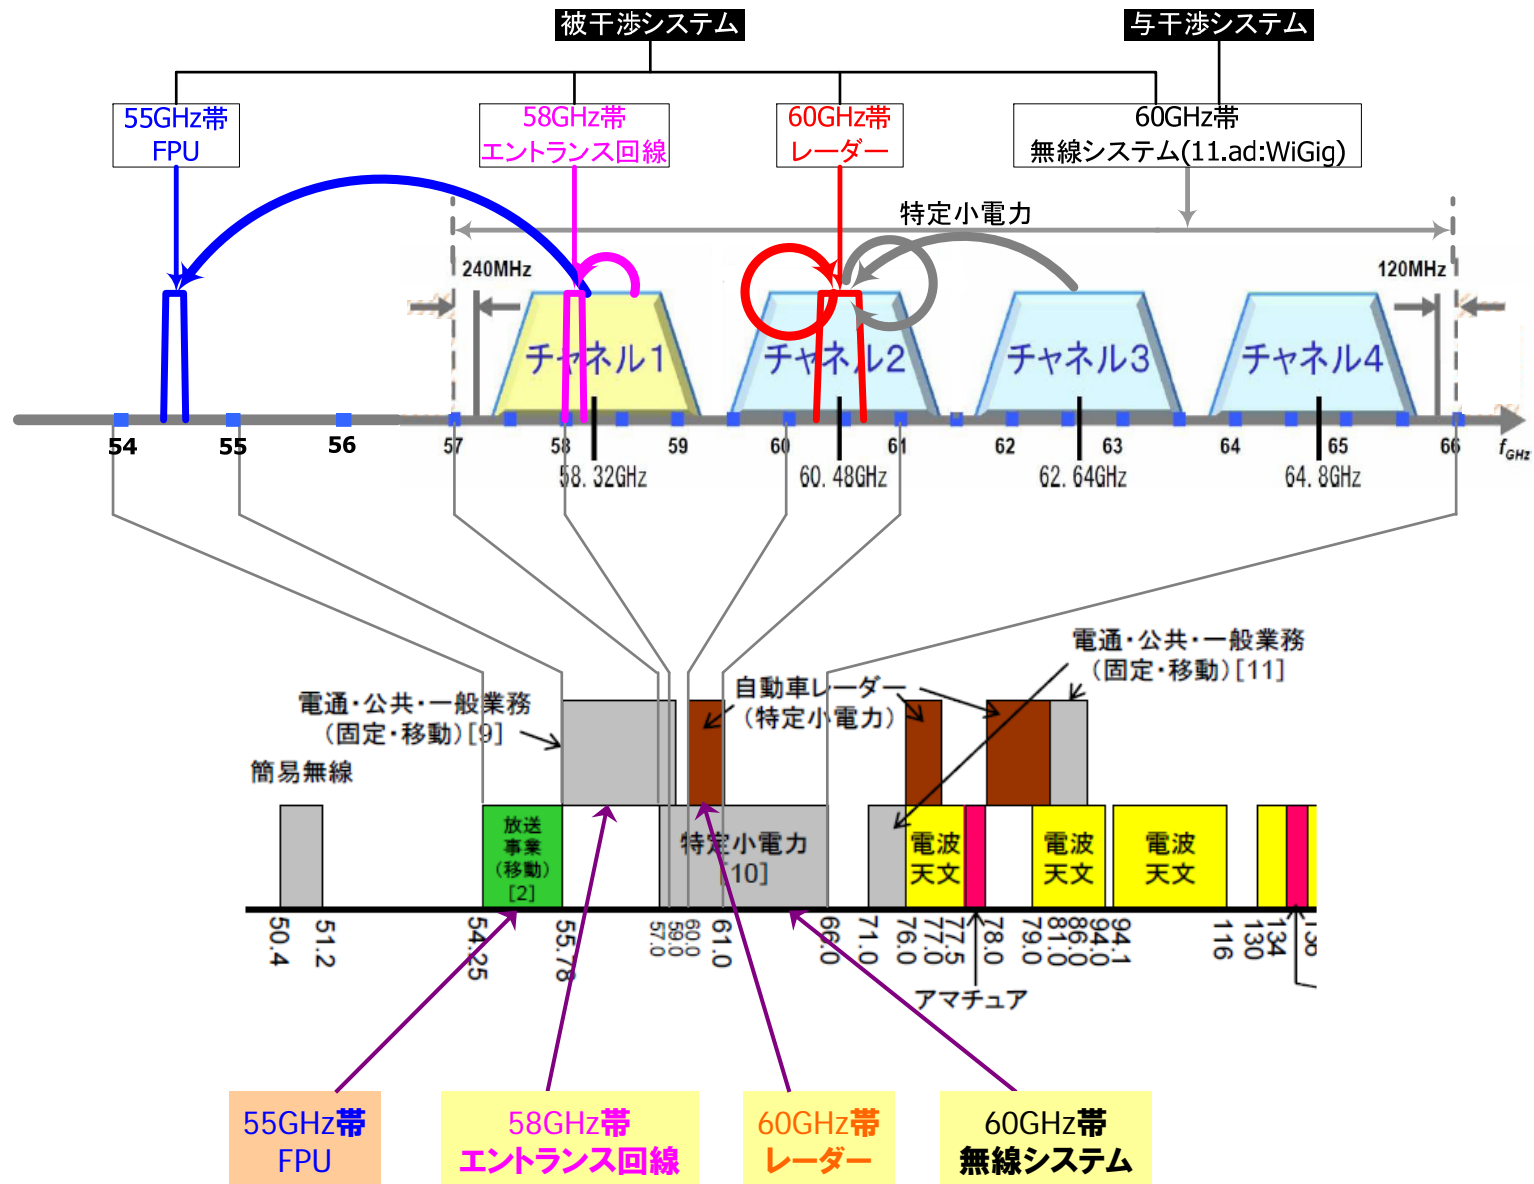 被干渉システム
与干渉システム
55GHz帯
FPU
58GHz帯
エントランス回線
60GHz帯
レーダー
60GHz帯
無線システム(11.ad:WiGig)
特定小電力
240MHz
120MHz
チャネル1
チャネル2
チャネル3
チャネル4
54
55
56
57
58
59
60
61
62
63
64
65
66
fGHz
58.32GHz
60.48GHz
62.64GHz
64.8GHz
電通・公共・一般業務
(固定・移動)[11]
自動車レーダー
(特定小電力)
電通・公共・一般業務
(固定・移動)[9]
簡易無線
放送
事業
(移動)
[2]
特定小電力
[10]
電波
天文
電波
天文
電波
天文
50.4
51.2
54.25
55.78
57.0
59.0
60.0
61.0
66.0
71.0
76.0
77.0
77.5
78.0
79.0
81.0
86.0
94.0
94.1
116
130
134
アマチュア
55GHz帯
FPU
58GHz帯
エントランス回線
60GHz帯
レーダー
60GHz帯
無線システム